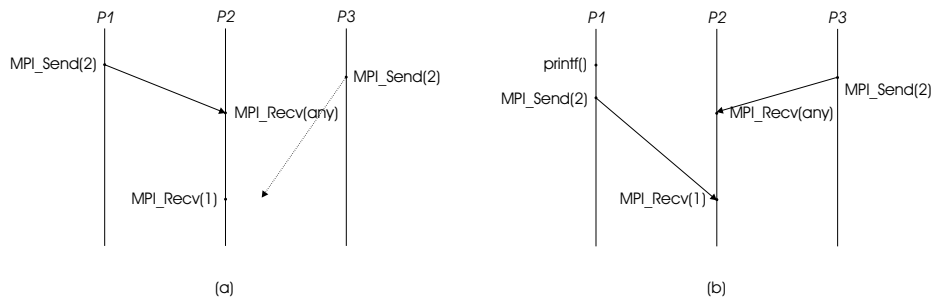 P1 P2 P3
MPI_Send(2)
MPI_Send(2)
MPI_Recv(any)
MPI_Recv(1)
(a)
P1 P2 P3
printf()
MPI_Send(2)
MPI_Send(2)
MPI_Recv(any)
MPI_Recv(1)
(b)